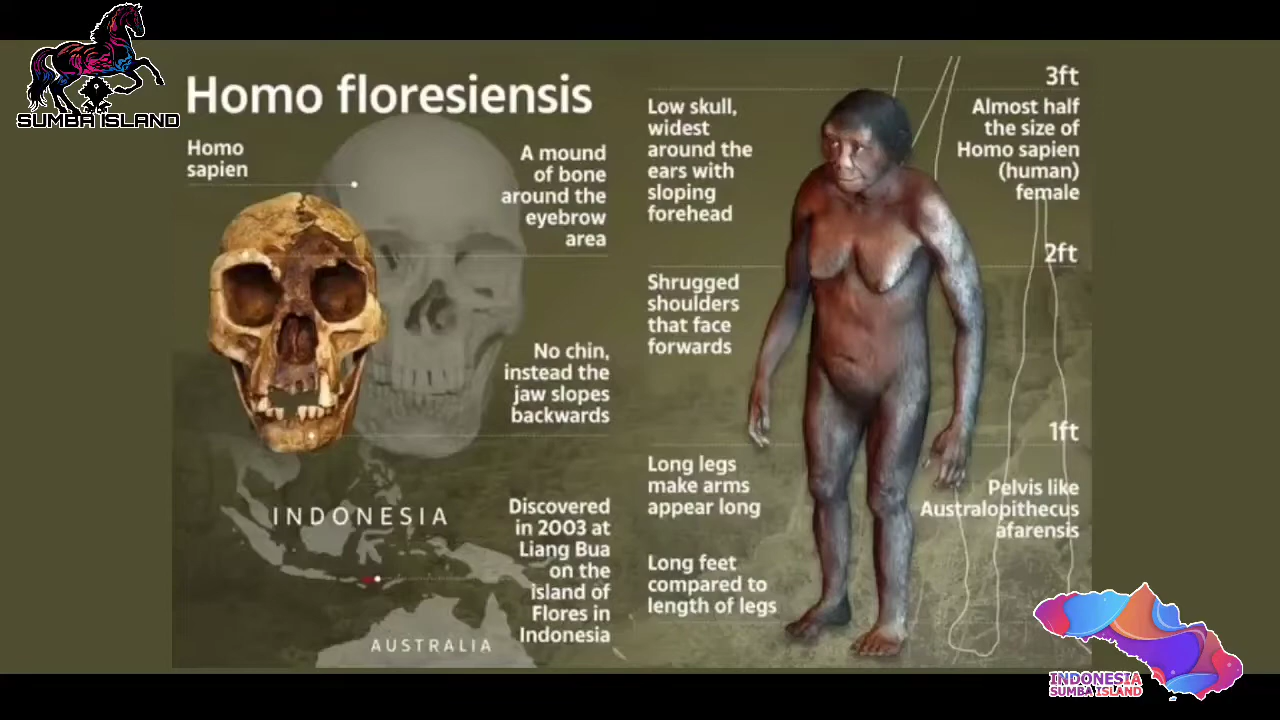 SUMBA ISLAND
Homo floresiensis
Homo
sapien
A mound
of bone
around the
eyebrow
area
No chin,
instead the
jaw slopes
backwards
INDONESIA
Discovered
in 2003 at
Liang Bua
on the
island of
Flores in
Indonesia
AUSTRALIA
Low skull,
widest
around the
ears with
sloping
forehead
Shrugged
shoulders
that face
forwards
Long legs
make arms
appear long
Long feet
compared to
length of legs
3ft
Almost half
the size of
Homo sapien
(human)
female
2ft
1ft
Pelvis like
Australopithecus
afarensis
INDONESIA
SUMBA ISLAND